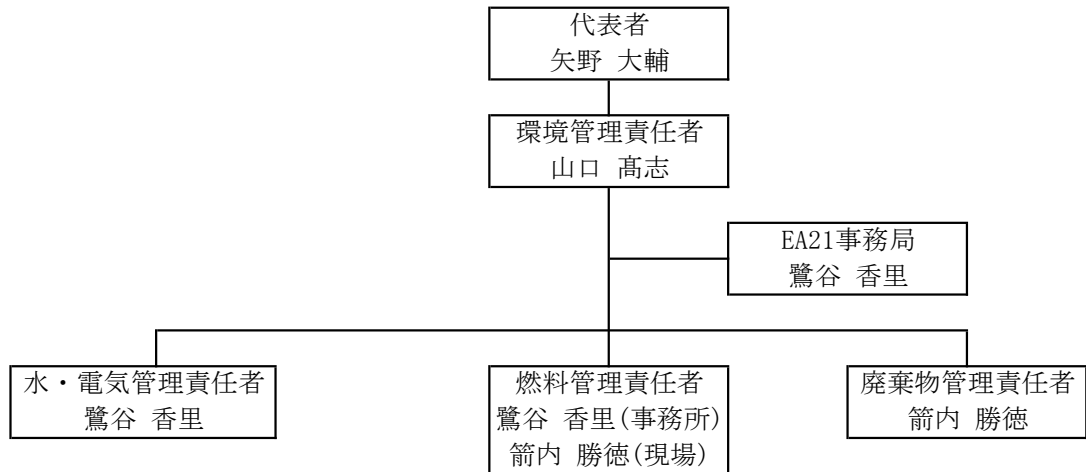 代表者
矢野 大輔
環境管理責任者
山口 髙志
EA21事務局
鷺谷 香里
水・電気管理責任者
鷺谷 香里
燃料管理責任者
鷺谷 香里(事務所)
箭内 勝徳(現場)
廃棄物管理責任者
箭内 勝徳